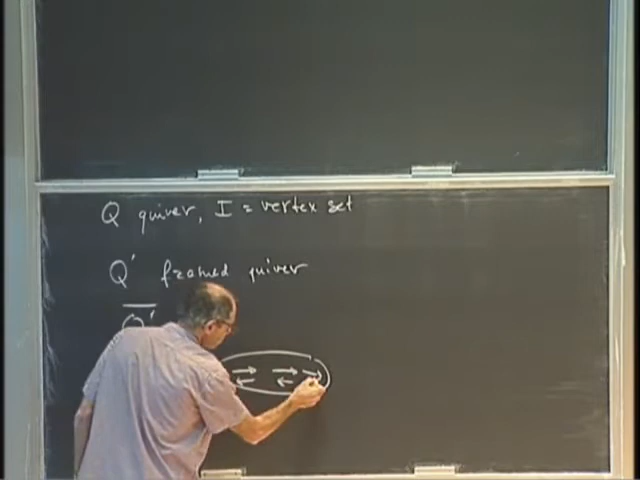 Q quiver, I = vertex set
Q' framed quiver
Q'